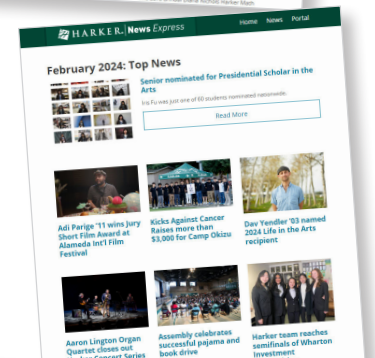 HARKER News Express
Home News Portal
February 2024: Top News
Senior nominated for Presidential Scholar in the
Arts
Iris Fu was just one of 60 students nominated nationwide.
Read More
Adi Parige '11 wins Jury
Short Film Award at
Alameda Int'l Film
Festival
Kicks Against Cancer
Raises more than
$3,000 for Camp Okizu
Dav Yendler '03 named
2024 Life in the Arts
recipient
Aaron Lington Organ
Quartet closes out
Concert Series
Assembly celebrates
successful pajama and
book drive
Harker team reaches
semifinals of Wharton
Investment